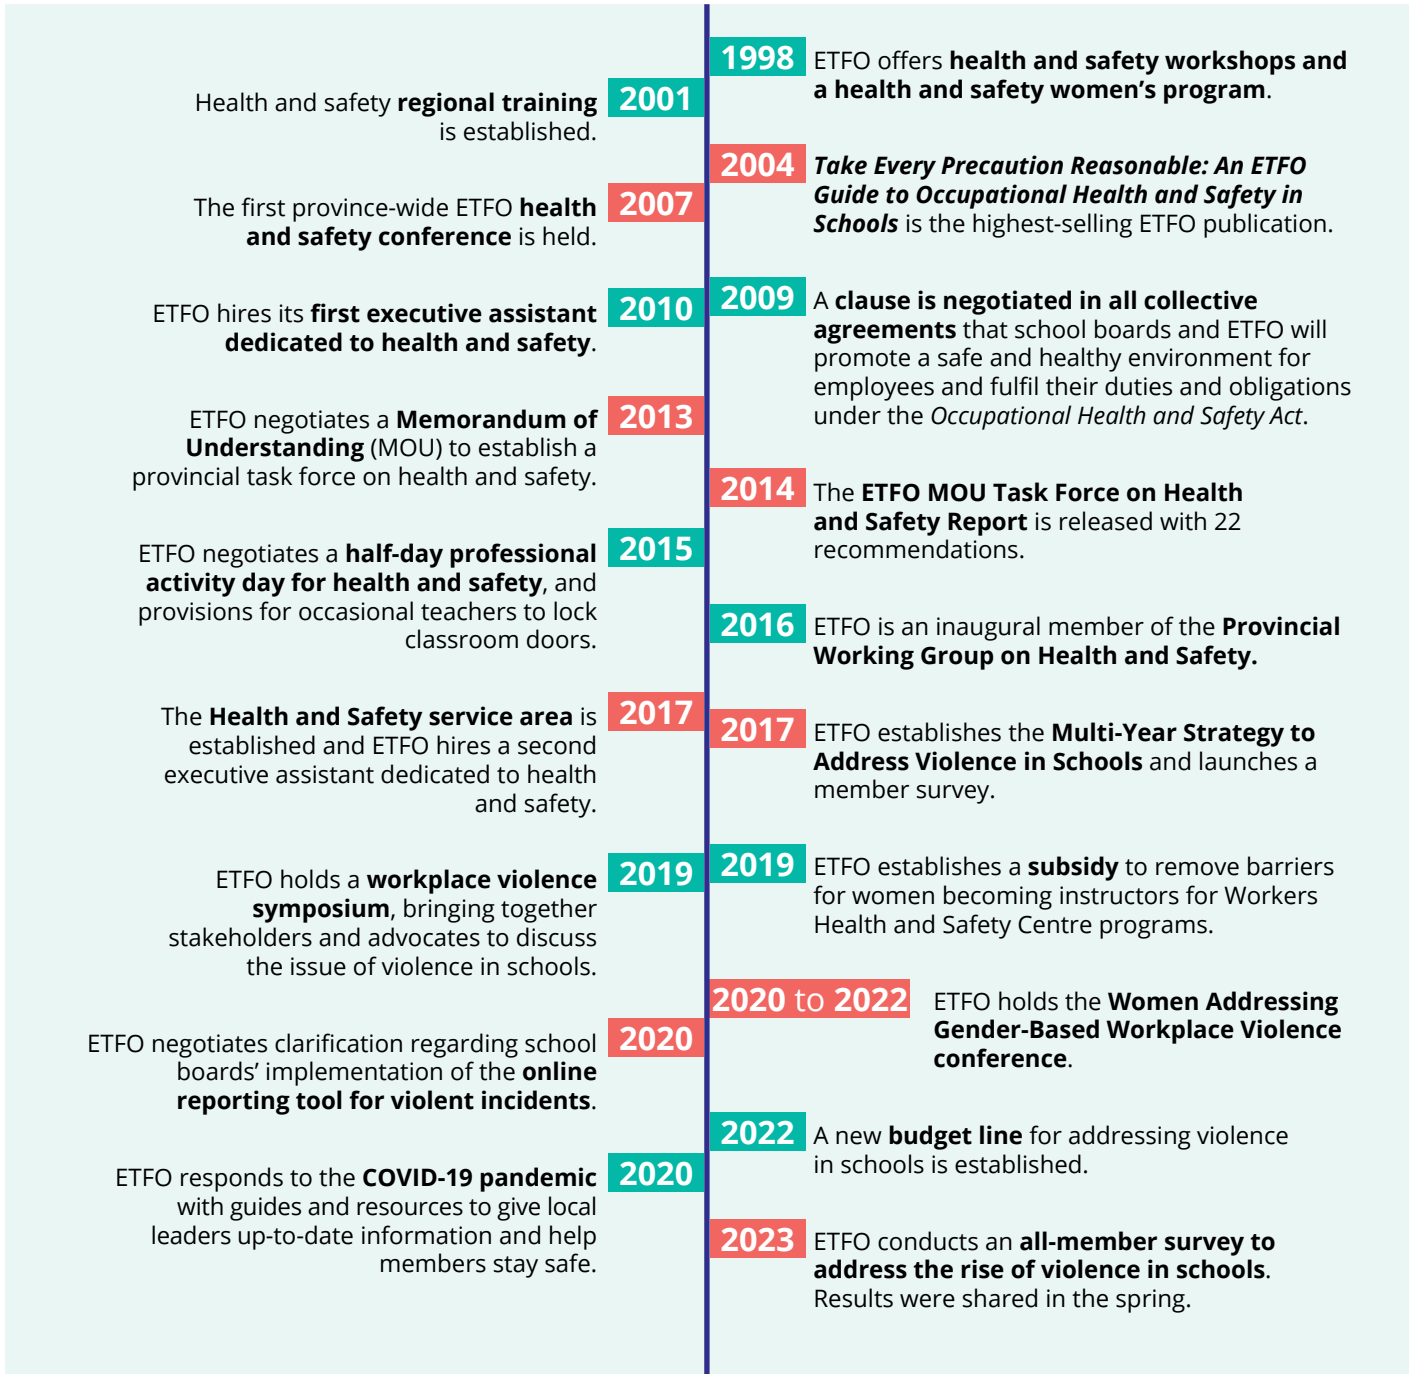 1998
ETFO offers health and safety workshops and
a health and safety women’s program.
2001
Health and safety regional training
is established.
2004
Take Every Precaution Reasonable: An ETFO
Guide to Occupational Health and Safety in
Schools is the highest-selling ETFO publication.
2007
The first province-wide ETFO health
and safety conference is held.
2009
A clause is negotiated in all collective
agreements that school boards and ETFO will
promote a safe and healthy environment for
employees and fulfil their duties and obligations
under the Occupational Health and Safety Act.
2010
ETFO hires its first executive assistant
dedicated to health and safety.
2013
ETFO negotiates a Memorandum of
Understanding (MOU) to establish a
provincial task force on health and safety.
2014
The ETFO MOU Task Force on Health
and Safety Report is released with 22
recommendations.
2015
ETFO negotiates a half-day professional
activity day for health and safety, and
provisions for occasional teachers to lock
classroom doors.
2016
ETFO is an inaugural member of the Provincial
Working Group on Health and Safety.
2017
The Health and Safety service area is
established and ETFO hires a second
executive assistant dedicated to health
and safety.
2017
ETFO establishes the Multi-Year Strategy to
Address Violence in Schools and launches a
member survey.
2019
ETFO holds a workplace violence
symposium, bringing together
stakeholders and advocates to discuss
the issue of violence in schools.
2019
ETFO establishes a subsidy to remove barriers
for women becoming instructors for Workers
Health and Safety Centre programs.
2020 to 2022
ETFO holds the Women Addressing
Gender-Based Workplace Violence
conference.
2020
ETFO negotiates clarification regarding school
boards’ implementation of the online
reporting tool for violent incidents.
2022
A new budget line for addressing violence
in schools is established.
2020
ETFO responds to the COVID-19 pandemic
with guides and resources to give local
leaders up-to-date information and help
members stay safe.
2023
ETFO conducts an all-member survey to
address the rise of violence in schools.
Results were shared in the spring.